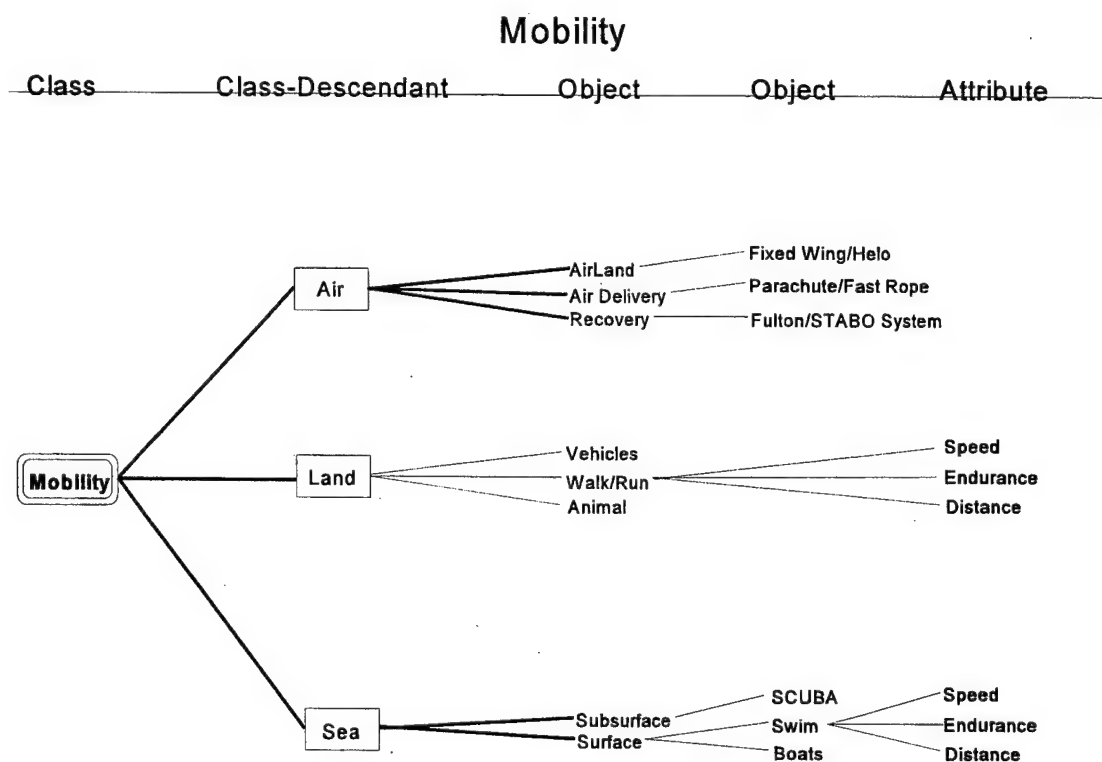 Mobility
Class Class-Descendant Object Object Attribute
Air
AirLand
Air Delivery
Recovery
Fixed Wing/Helo
Parachute/Fast Rope
Fulton/STABO System
Mobility
Land
Vehicles
Walk/Run
Animal
Speed
Endurance
Distance
Sea
Subsurface
Surface
SCUBA
Swim
Boats
Speed
Endurance
Distance